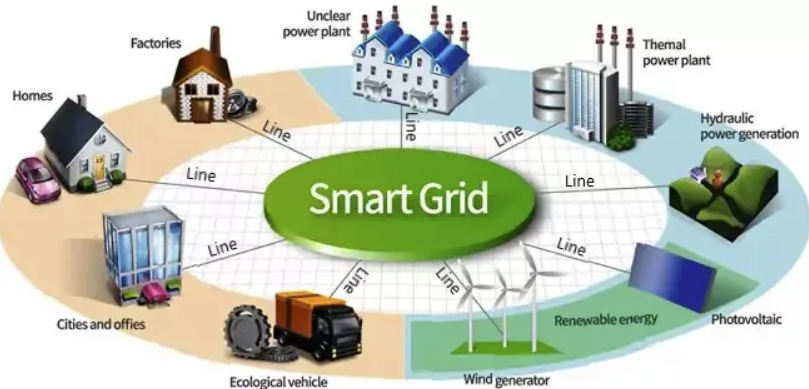 Unclear
power plant
Factories
Themal
power plant
Homes
Hydraulic
power generation
Line
Line
Line
Line
Line
Smart Grid
Line
Line
Line
Line
Cities and offies
Renewable energy
Photovoltaic
Ecological vehicle
Wind generator